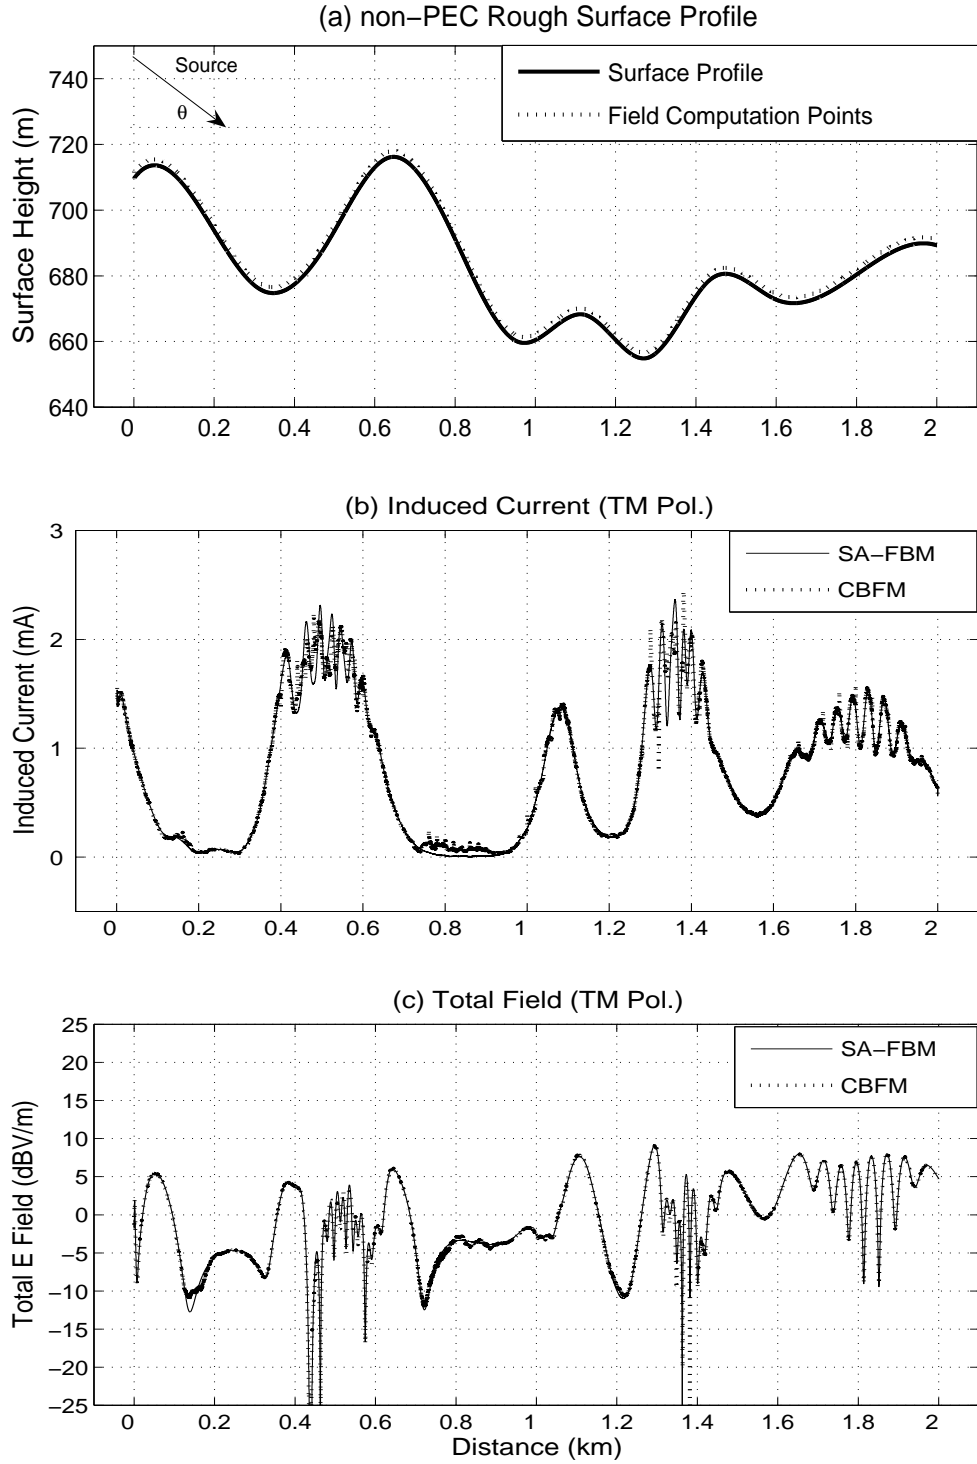 (a) non−PEC Rough Surface Profile
Surface Height (m)
740
720
700
680
660
640
Source
θ
Surface Profile
Field Computation Points
0 0.2 0.4 0.6 0.8 1 1.2 1.4 1.6 1.8 2
(b) Induced Current (TM Pol.)
Induced Current (mA)
3
2
1
0
SA−FBM
CBFM
0 0.2 0.4 0.6 0.8 1 1.2 1.4 1.6 1.8 2
(c) Total Field (TM Pol.)
Total E Field (dBV/m)
25
20
15
10
5
0
−5
−10
−15
−20
−25
SA−FBM
CBFM
0 0.2 0.4 0.6 0.8 1 1.2 1.4 1.6 1.8 2
Distance (km)